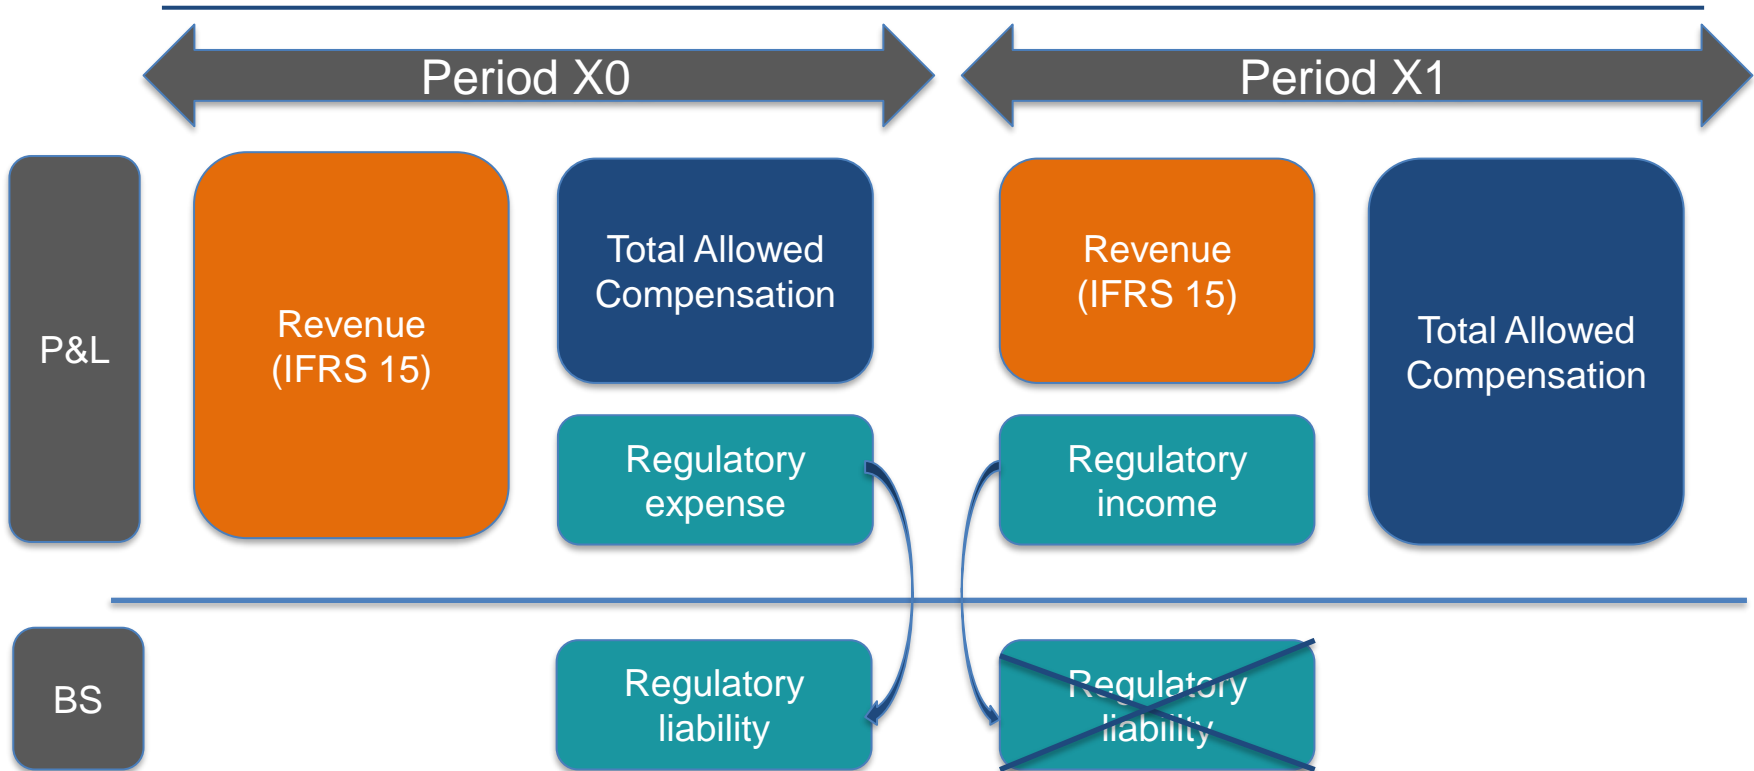 Period X0
Period X1
P&L
Revenue
(IFRS 15)
Total Allowed
Compensation
Regulatory
expense
Revenue
(IFRS 15)
Regulatory
income
Total Allowed
Compensation
BS
Regulatory
liability
Regulatory
liability